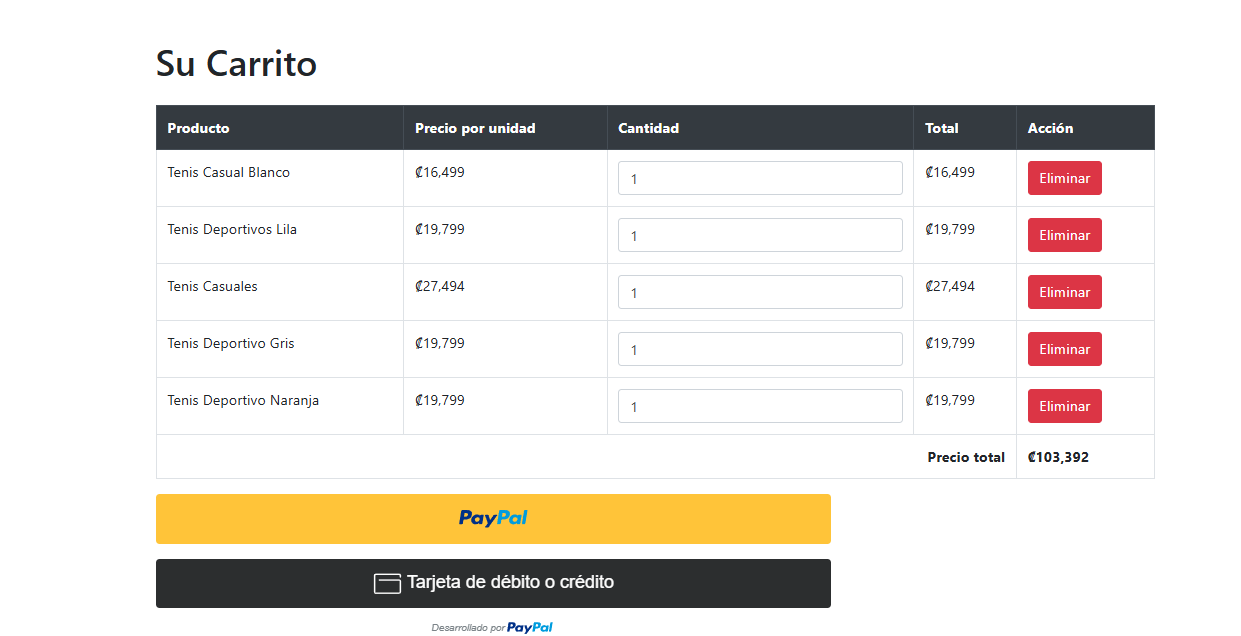 Su Carrito
Producto Precio por unidad Cantidad Total Acción
Tenis Casual Blanco ₡16,499 1 ₡16,499 Eliminar
Tenis Deportivos Lila ₡19,799 1 ₡19,799 Eliminar
Tenis Casuales ₡27,494 1 ₡27,494 Eliminar
Tenis Deportivo Gris ₡19,799 1 ₡19,799 Eliminar
Tenis Deportivo Naranja ₡19,799 1 ₡19,799 Eliminar
Precio total ₡103,392
PayPal
Tarjeta de débito o crédito
Desarrollado por PayPal